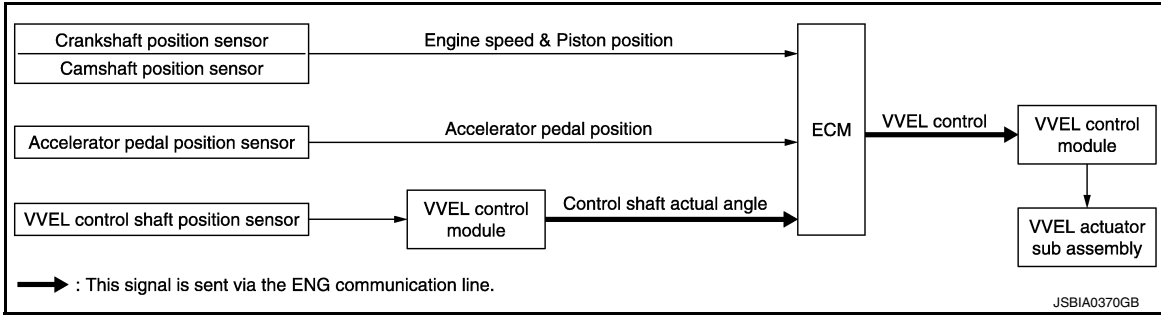 Crankshaft position sensor
Camshaft position sensor
Engine speed & Piston position
Accelerator pedal position sensor
Accelerator pedal position
VVEL control shaft position sensor
VVEL control
module
Control shaft actual angle
ECM
VVEL control
VVEL control
module
VVEL actuator
sub assembly
: This signal is sent via the ENG communication line.
JSBIA0370GB